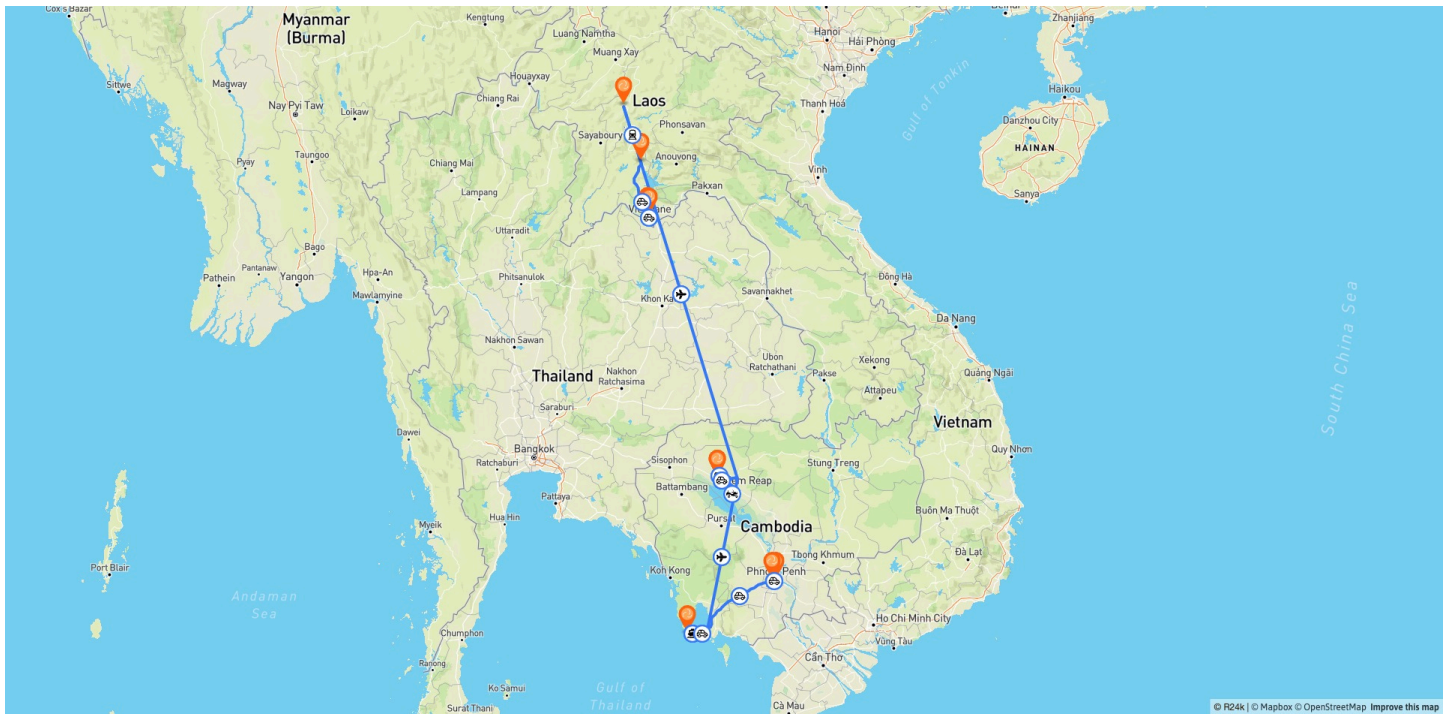 Cox's Bazar
Myanmar
(Burma)
Kengtung
Beihai
Zhanjiang
Luang Namtha
Hanoi
Hải Phòng
Muang Xay
Nam Định
Houayxay
Sittwe
Magway
Nay Pyi Taw
Loikaw
Chiang Rai
Laos
Thanh Hoá
Gulf of Tonkin
Haikou
Danzhou City
HAINAN
Sanya
Taungoo
Pyay
Sayaboury
Phonsavan
Chiang Mai
Anouvong
Vinh
Lampang
Pakxan
Uttaradit
Bago
Pathein
Pantanaw
Yangon
Hpa-An
Mawlamyine
Phitsanulok
Khon Ka
Savannakhet
Đông Hà
Da Nang
Nakhon Sawan
Thailand
Nakhon
Ratchasima
Ubon
Ratchathani
Xekong
Pakse
Attapeu
Quảng Ngãi
South China Sea
Saraburi
Vietnam
Dawei
Bangkok
Ratchaburi
Sisophon
Stung Treng
Quy Nhơn
Battambang
Reap
Pattaya
Hua Hin
Myeik
Pursat
Cambodia
Buôn Ma Thuột
Koh Kong
Tbong Khmum
Đà Lạt
Port Blair
Penh
Andaman
Sea
Ho Chi Minh City
Vũng Tàu
Chumphon
Ranong
Cần Thơ
Ko Samui
Gulf of
Thailand
Surat Thani
Cà Mau
© R24k | © Mapbox © OpenStreetMap Improve this map